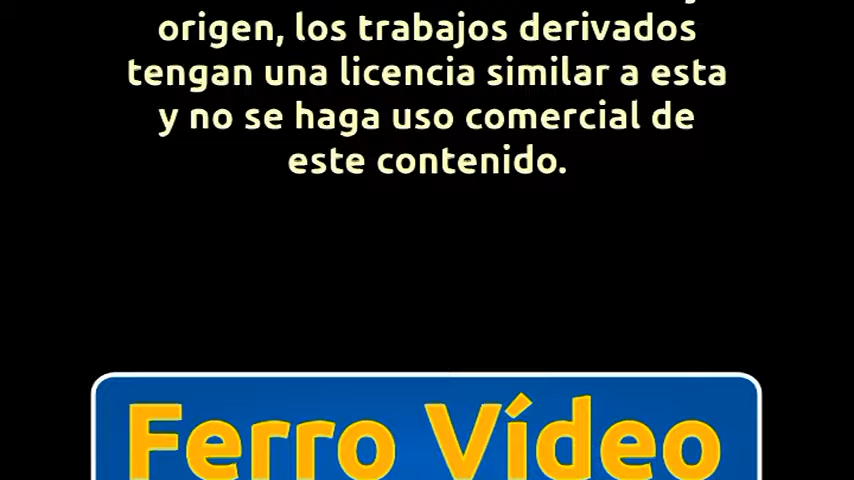 origen, los trabajos derivados
tengan una licencia similar a esta
y no se haga uso comercial de
este contenido.
Ferro Vídeo